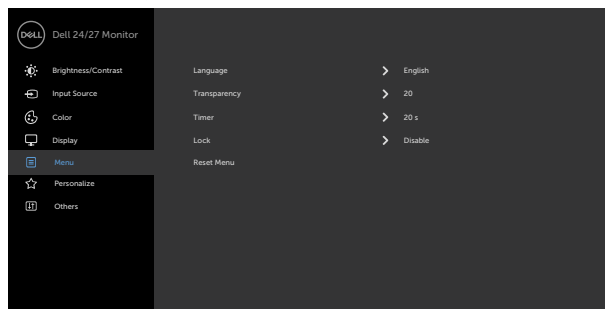 DELL Dell 24/27 Monitor
Brightness/Contrast Language English
Input Source Transparency 20
Color Timer 20 s
Display Lock Disable
Menu Reset Menu
Personalize
Others